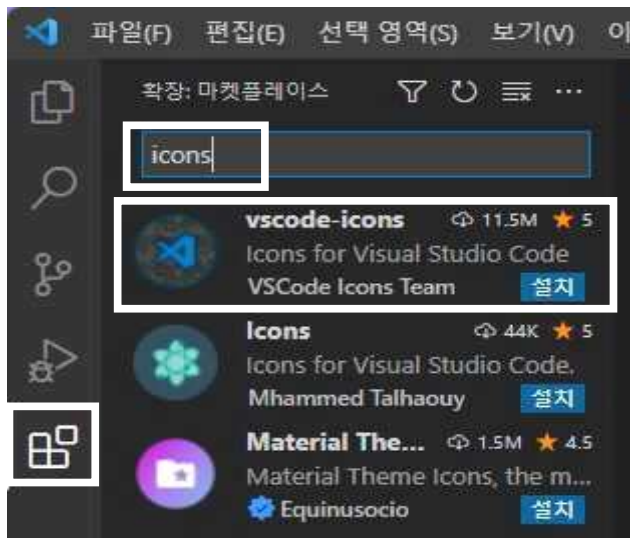 파일(F) 편집(E) 선택 영역(S) 보기(V) 이
확장: 마켓플레이스
icons
vscode-icons 11.5M 5
Icons for Visual Studio Code
VSCode Icons Team 설치
Icons 44K 5
Icons for Visual Studio Code.
Mhammed Talhaouy 설치
Material The... 1.5M 4.5
Material Theme Icons, the m...
Equinusocio 설치